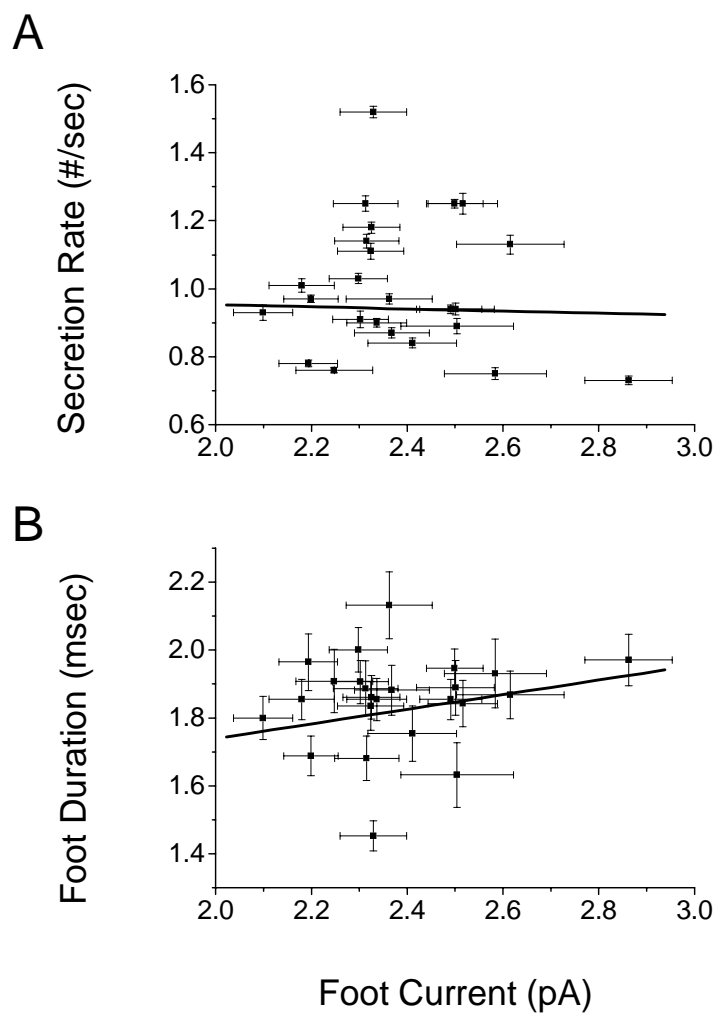 A
Secretion Rate (#/sec)
1.6
1.4
1.2
1.0
0.8
0.6
2.0 2.2 2.4 2.6 2.8 3.0
B
Foot Duration (msec)
2.2
2.0
1.8
1.6
1.4
2.0 2.2 2.4 2.6 2.8 3.0
Foot Current (pA)